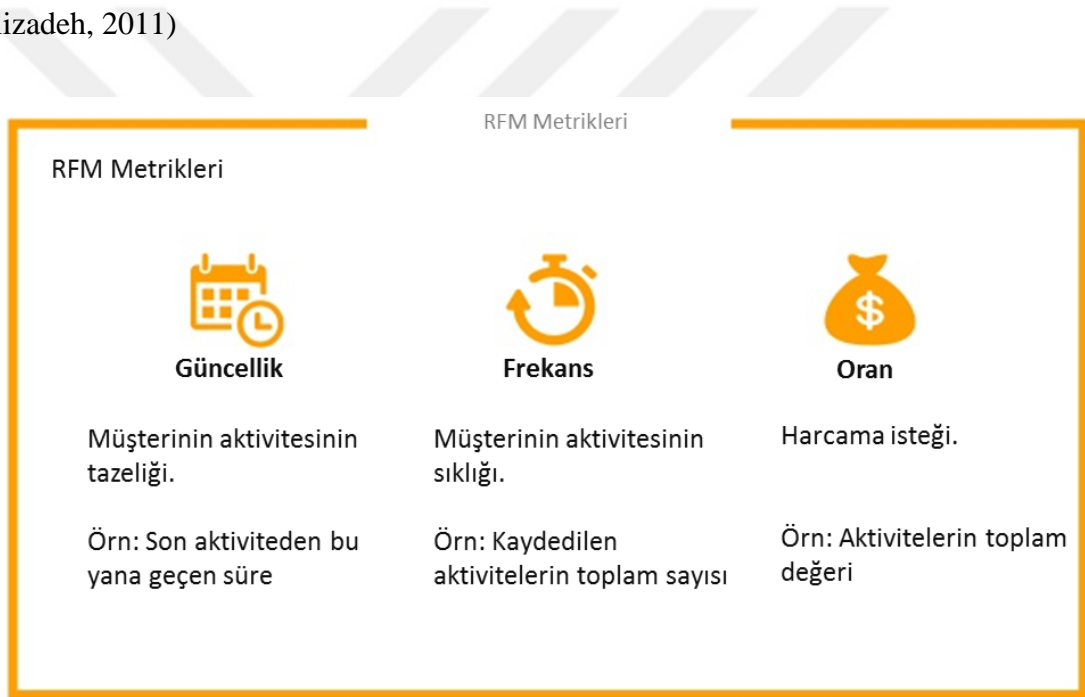 lizadeh, 2011)
RFM Metrikleri
RFM Metrikleri
$
Güncellik
Frekans
Oran
Müşterinin aktivitesinin
tazeliği.
Örn: Son aktiviteden bu
yana geçen süre
Müşterinin aktivitesinin
sıklığı.
Örn: Kaydedilen
aktivitelerin toplam sayısı
Harcama isteği.
Örn: Aktivitelerin toplam
değeri